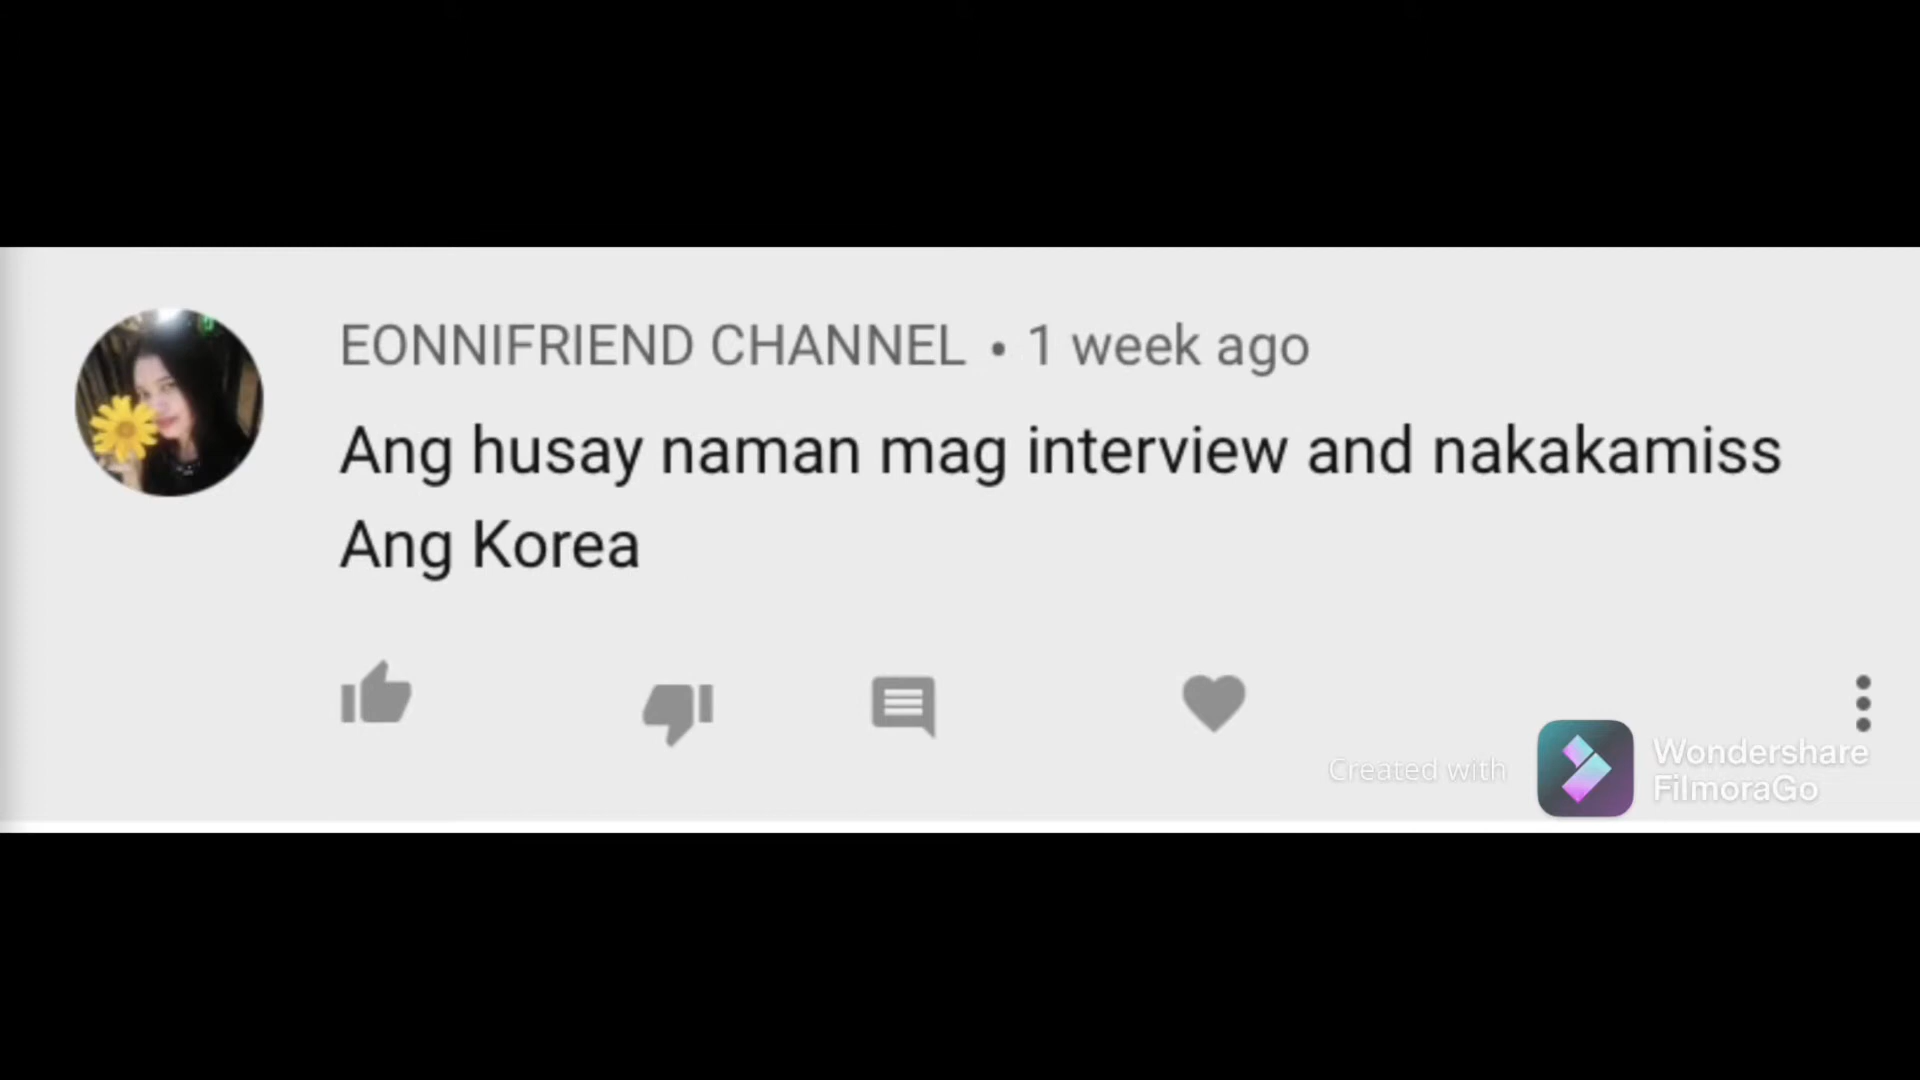 EONNIFRIEND CHANNEL • 1 week ago
Ang husay naman mag interview and nakakamiss
Ang Korea
Created with
Wondershare
FilmoraGo